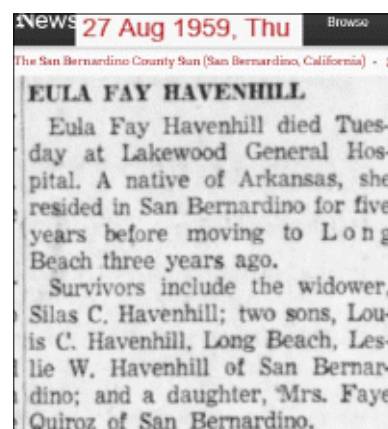 News
27 Aug 1959, Thu
Browse
The San Bernardino County Sun (San Bernardino, California) -
EULA FAY HAVENHILL
Eula Fay Havenhill died Tues-
day at Lakewood General Hos-
pital. A native of Arkansas, she
resided in San Bernardino for five
years before moving to Long
Beach three years ago.
Survivors include the widower,
Silas C. Havenhill; two sons, Lou-
is C. Havenhill, Long Beach, Les-
lie W. Havenhill of San Bernar-
dino; and a daughter, Mrs. Faye
Quiroz of San Bernardino.